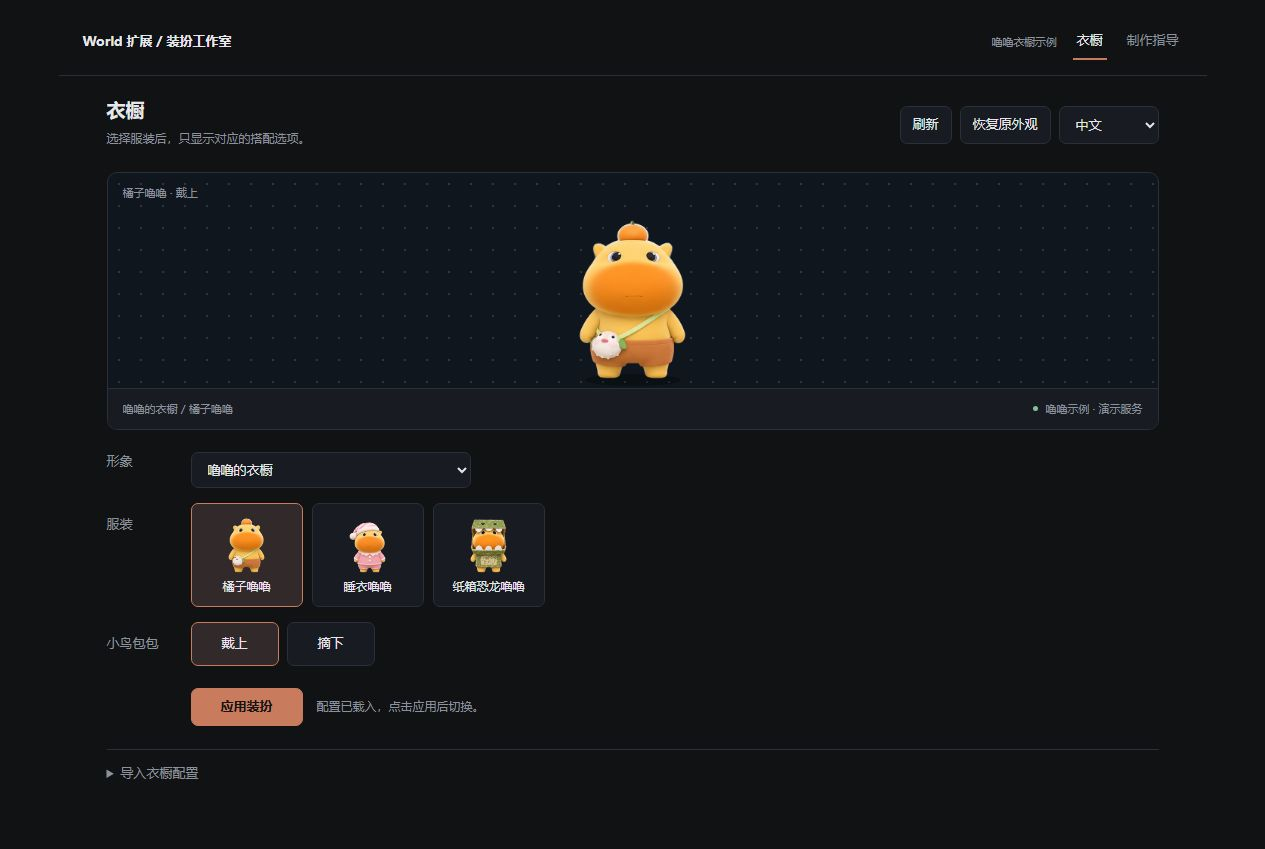 World 扩展 / 装扮工作室
噜噜衣橱示例
衣橱
制作指导
衣橱
选择服装后，只显示对应的搭配选项。
刷新
恢复原外观
中文
橘子噜噜 · 戴上
噜噜的衣橱 / 橘子噜噜
噜噜示例 · 演示服务
形象
噜噜的衣橱
服装
橘子噜噜
睡衣噜噜
纸箱恐龙噜噜
小鸟包包
戴上
摘下
应用装扮
配置已载入，点击应用后切换。
导入衣橱配置